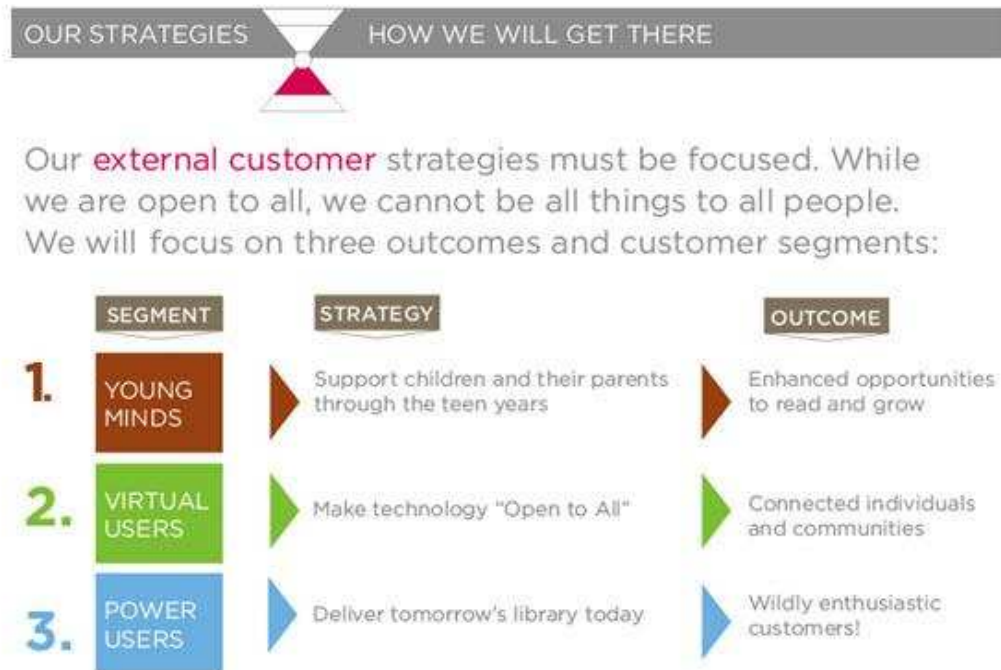 OUR STRATEGIES HOW WE WILL GET THERE
Our external customer strategies must be focused. While
we are open to all, we cannot be all things to all people.
We will focus on three outcomes and customer segments:
SEGMENT STRATEGY OUTCOME
1. YOUNG MINDS
Support children and their parents
through the teen years
Enhanced opportunities
to read and grow
2. VIRTUAL USERS
Make technology "Open to All"
Connected individuals
and communities
3. POWER USERS
Deliver tomorrow's library today
Wildly enthusiastic
customers!